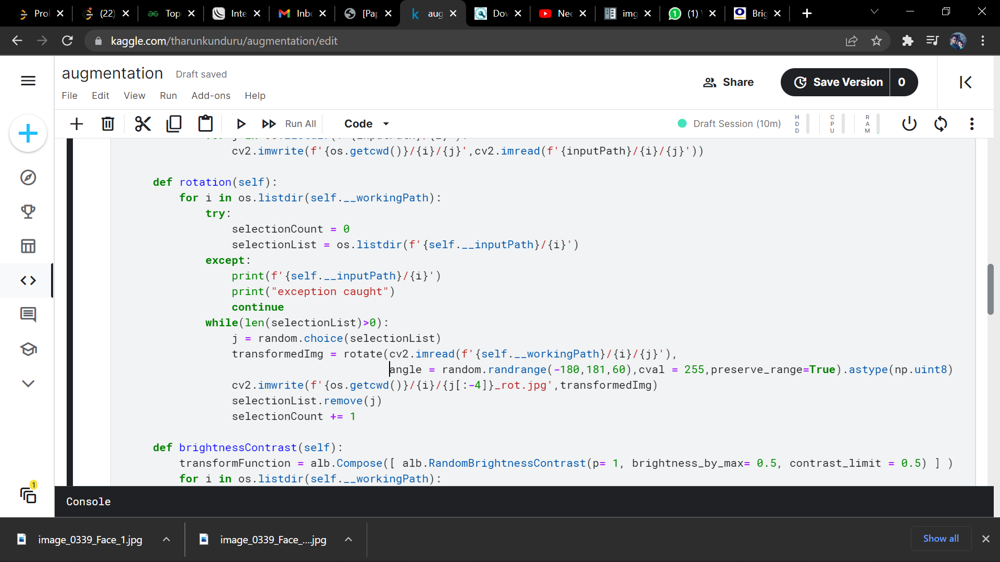 Prol
(22)
Top
Inte
Inbo
[Pap
aug
Dov
Nee
img
(1)
Brig
kaggle.com/tharunkunduru/augmentation/edit
augmentation Draft saved
File Edit View Run Add-ons Help
Share
Save Version 0
Run All
Code
Draft Session (10m)
HDD
CPU
RAM
cv2.imwrite(f'{os.getcwd()}/{i}/{j}',cv2.imread(f'{inputPath}/{i}/{j}'))
def rotation(self):
for i in os.listdir(self.__workingPath):
try:
selectionCount = 0
selectionList = os.listdir(f'{self.__inputPath}/{i}')
except:
print(f'{self.__inputPath}/{i}')
print("exception caught")
continue
while(len(selectionList)>0):
j = random.choice(selectionList)
transformedImg = rotate(cv2.imread(f'{self.__workingPath}/{i}/{j}'),
angle = random.randrange(-180,181,60),cval = 255,preserve_range=True).astype(np.uint8)
cv2.imwrite(f'{os.getcwd()}/{i}/{j[:-4]}_rot.jpg',transformedImg)
selectionList.remove(j)
selectionCount += 1
def brightnessContrast(self):
transformFunction = alb.Compose([ alb.RandomBrightnessContrast(p= 1, brightness_by_max= 0.5, contrast_limit = 0.5) ] )
for i in os.listdir(self.__workingPath):
1
Console
image_0339_Face_1.jpg
image_0339_Face_....jpg
Show all